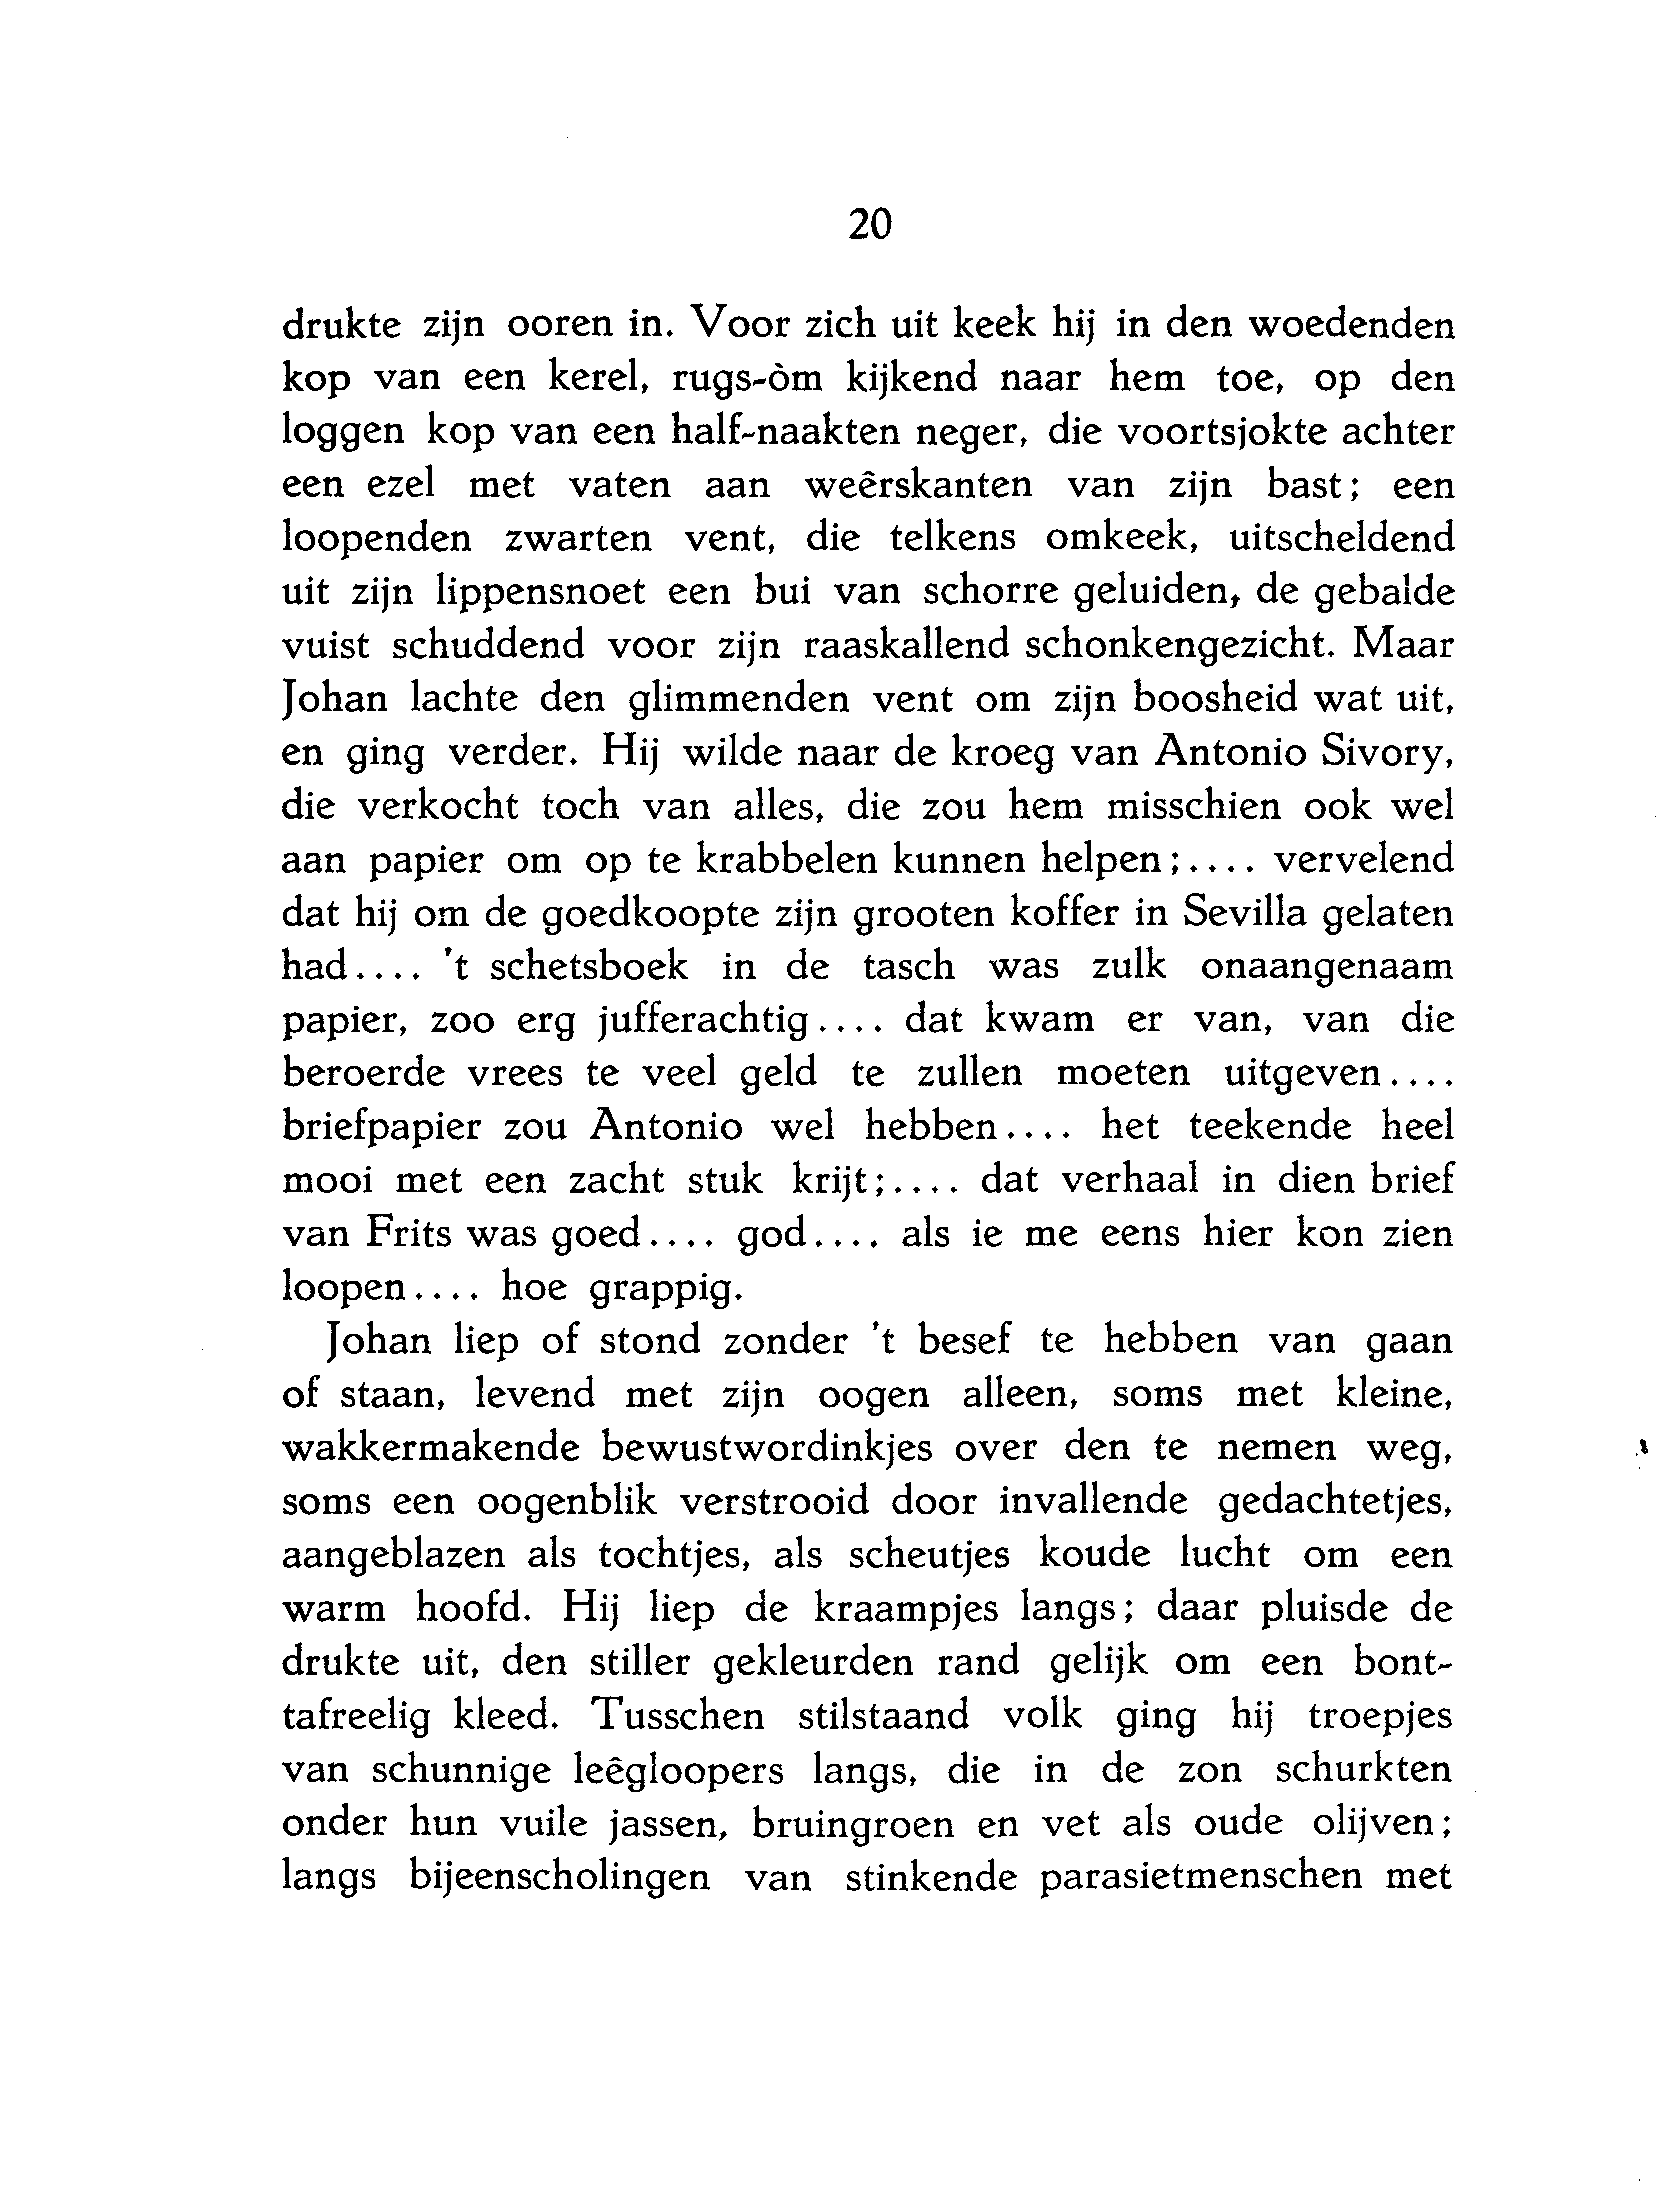 20
drukte zijn ooren in. Voor zich uit keek hij in den woedenden
kop van een kerel, rugs-òm kijkend naar hem toe, op den
loggen kop van een half-naakten neger, die voortsjokte achter
een ezel met vaten aan weêrskanten van zijn bast; een
loopenden zwarten vent, die telkens omkeek, uitscheldend
uit zijn lippensnoet een bui van schorre geluiden, de gebalde
vuist schuddend voor zijn raaskallend schonkengezicht. Maar
Johan lachte den glimmenden vent om zijn boosheid wat uit,
en ging verder. Hij wilde naar de kroeg van Antonio Sivory,
die verkocht toch van alles, die zou hem misschien ook wel
aan papier om op te krabbelen kunnen helpen;.... vervelend
dat hij om de goedkoopte zijn grooten koffer in Sevilla gelaten
had.... 't schetsboek in de tasch was zulk onaangenaam
papier, zoo erg jufferachtig.... dat kwam er van, van die
beroerde vrees te veel geld te zullen moeten uitgeven....
briefpapier zou Antonio wel hebben.... het teekende heel
mooi met een zacht stuk krijt;.... dat verhaal in dien brief
van Frits was goed.... god.... als ie me eens hier kon zien
loopen.... hoe grappig.
Johan liep of stond zonder 't besef te hebben van gaan
of staan, levend met zijn oogen alleen, soms met kleine,
wakkermakende bewustwordinkjes over den te nemen weg,
soms een oogenblik verstrooid door invallende gedachtetjes,
aangeblazen als tochtjes, als scheutjes koude lucht om een
warm hoofd. Hij liep de kraampjes langs; daar pluisde de
drukte uit, den stiller gekleurden rand gelijk om een bont-
tafreelig kleed. Tusschen stilstaand volk ging hij troepjes
van schunnige leêgloopers langs, die in de zon schurkten
onder hun vuile jassen, bruingroen en vet als oude olijven;
langs bijeenscholingen van stinkende parasietmenschen met